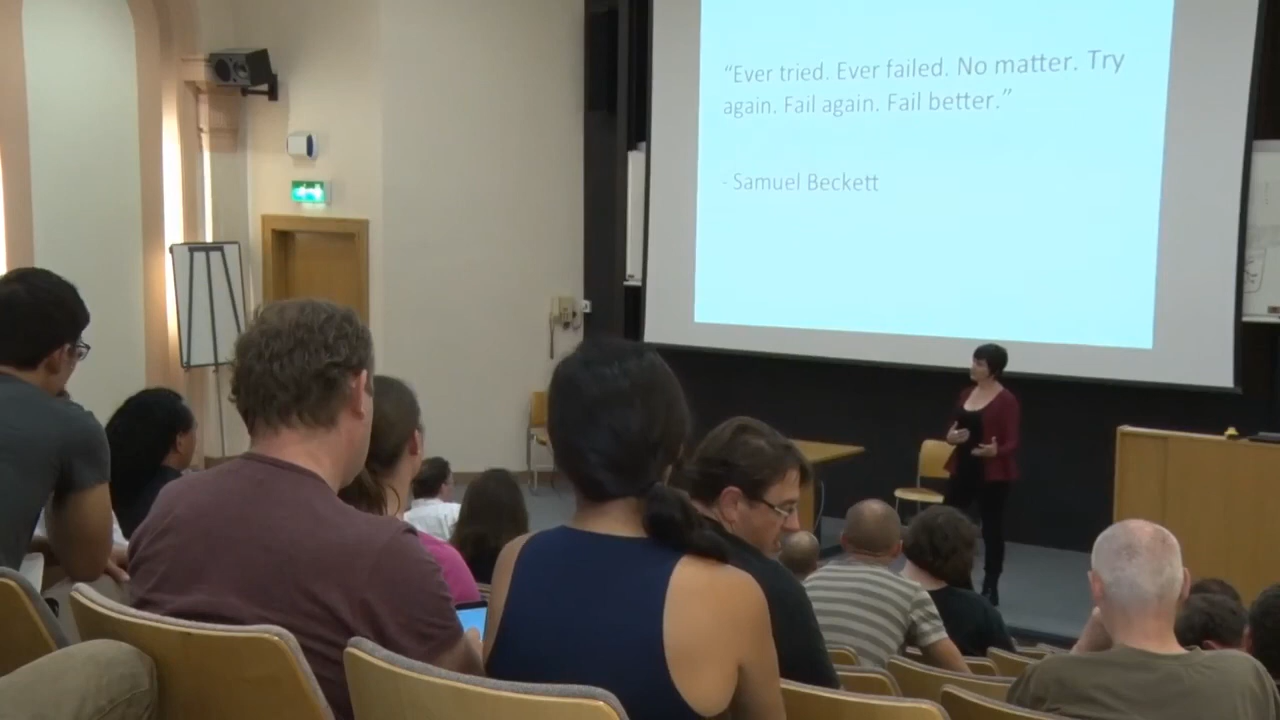 “Ever tried. Ever failed. No matter. Try
again. Fail again. Fail better.”
- Samuel Beckett